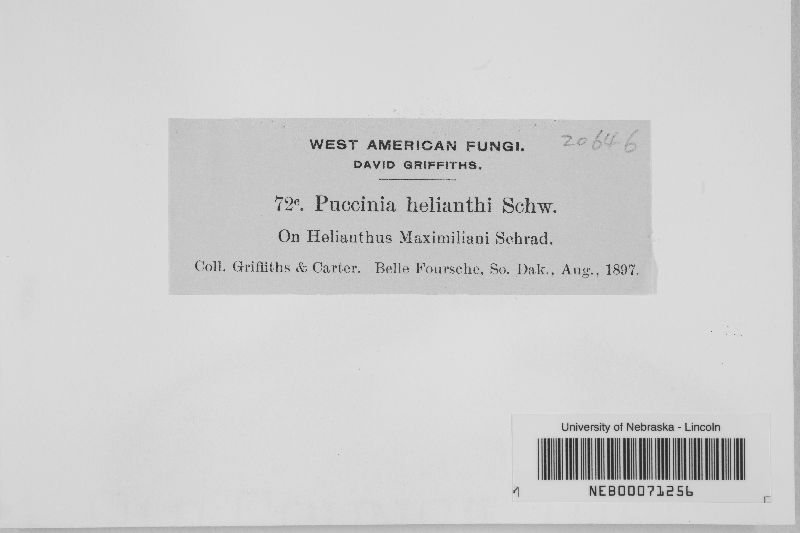 WEST AMERICAN FUNGI.
20646
DAVID GRIFFITHS.
72c. Puccinia helianthi Schw.
On Helianthus Maximiliani Schrad.
Coll. Griffiths & Carter. Belle Foursche, So. Dak., Aug., 1897.
University of Nebraska - Lincoln
NEB00071256